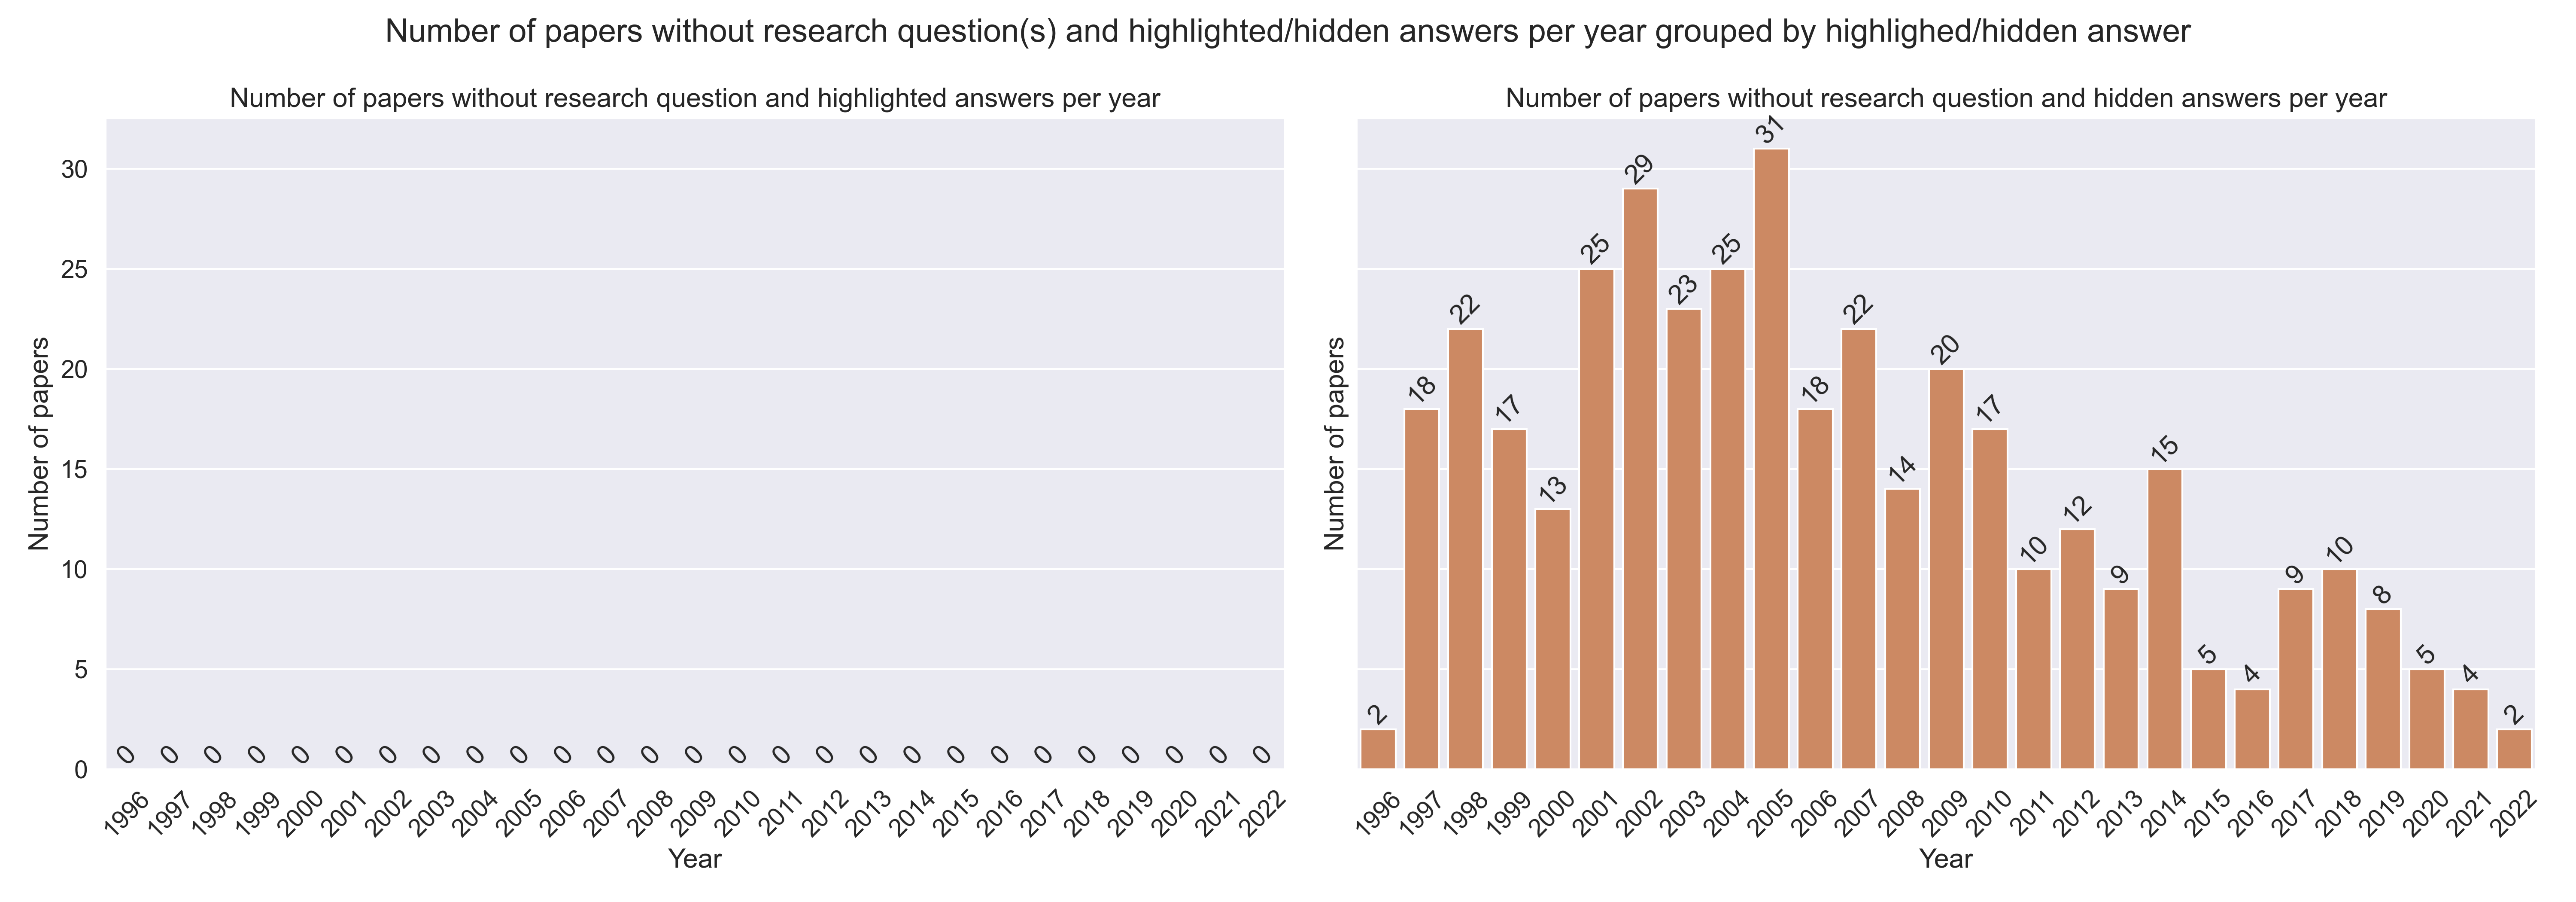 Number of papers without research question(s) and highlighted/hidden answers per year grouped by highlighed/hidden answer
Number of papers without research question and highlighted answers per year
Number of papers
30
25
20
15
10
5
0
0 0 0 0 0 0 0 0 0 0 0 0 0 0 0 0 0 0 0 0 0 0 0 0 0 0 0
1996 1997 1998 1999 2000 2001 2002 2003 2004 2005 2006 2007 2008 2009 2010 2011 2012 2013 2014 2015 2016 2017 2018 2019 2020 2021 2022
Year
Number of papers without research question and hidden answers per year
Number of papers
2 18 22 17 13 25 29 23 25 31 18 22 14 20 17 10 12 9 15 5 4 9 10 8 5 4 2
1996 1997 1998 1999 2000 2001 2002 2003 2004 2005 2006 2007 2008 2009 2010 2011 2012 2013 2014 2015 2016 2017 2018 2019 2020 2021 2022
Year